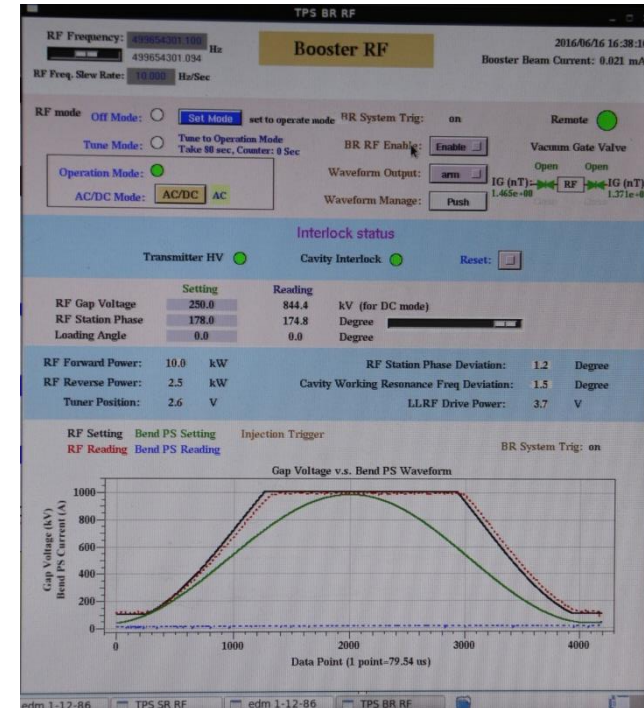 TPS BR RF
RF Frequency: 499654301.100 Hz
499654301.094
RF Freq. Slew Rate: 10.000 Hz/Sec
Booster RF
2016/06/16 16:38:10
Booster Beam Current: 0.021 mA
RF mode
Off Mode: Set Mode set to operate mode
Tune Mode: Tune to Operation Mode
Take 90 sec, Counter: 0 Sec
Operation Mode:
AC/DC Mode: AC/DC AC
BR System Trig: on
BR RF Enable: Enable
Waveform Output: arm
Waveform Manage: Push
Remote
Vacuum Gate Valve
Open Open
IG (nT): RF IG (nT)
1.465e+00 1.371e+0
Interlock status
Transmitter HV Cavity Interlock Reset:
Setting Reading
RF Gap Voltage 250.0 844.4 kV (for DC mode)
RF Station Phase 178.0 174.8 Degree
Loading Angle 0.0 0.0 Degree
RF Forward Power: 10.0 kW
RF Reverse Power: 2.5 kW
Tuner Position: 2.6 V
RF Station Phase Deviation: 1.2 Degree
Cavity Working Resonance Freq Deviation: 1.5 Degree
LLRF Drive Power: 3.7 V
RF Setting Bend PS Setting Injection Trigger
RF Reading Bend PS Reading
BR System Trig: on
Gap Voltage v.s. Bend PS Waveform
Gap Voltage (kV)
Bend PS Current (A)
1000
800
600
400
200
0
0 1000 2000 3000 4000
Data Point (1 point=79.54 us)
edm 1-12-86 TPS SR RF edm 1-12-86 TPS BR RF